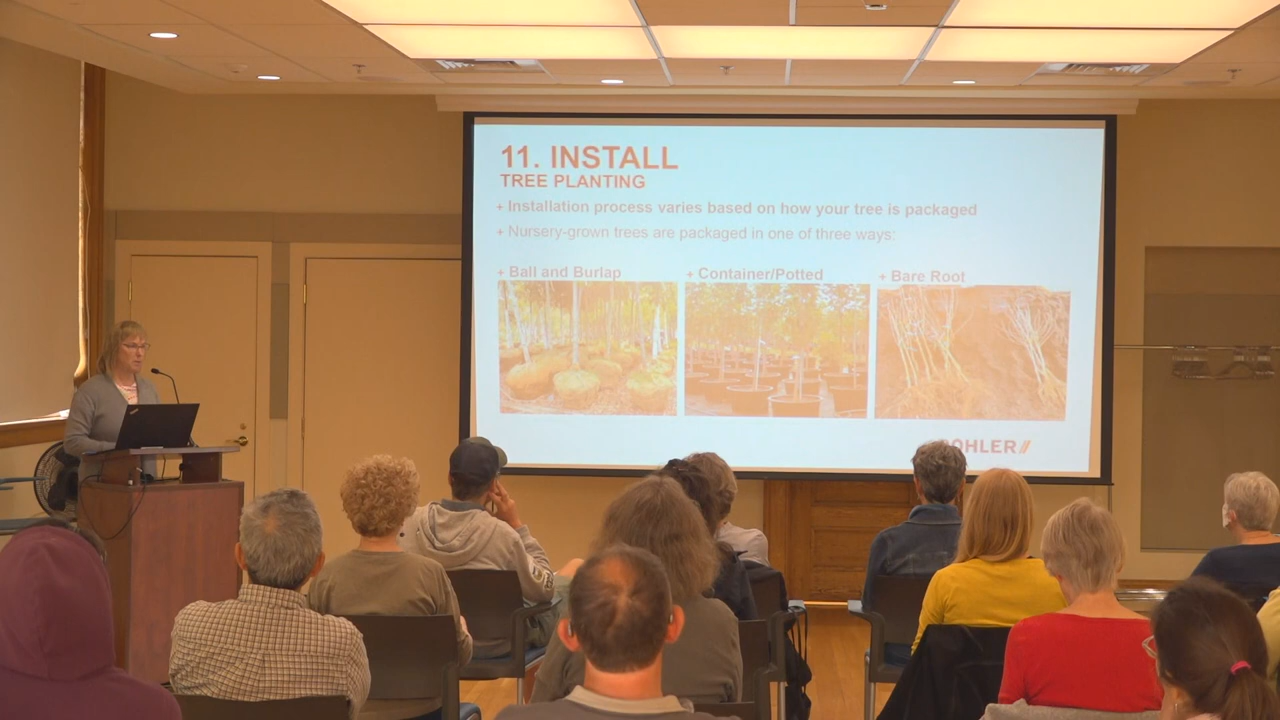 11. INSTALL
TREE PLANTING
+ Installation process varies based on how your tree is packaged
+ Nursery-grown trees are packaged in one of three ways:
+ Ball and Burlap
+ Container/Potted
+ Bare Root